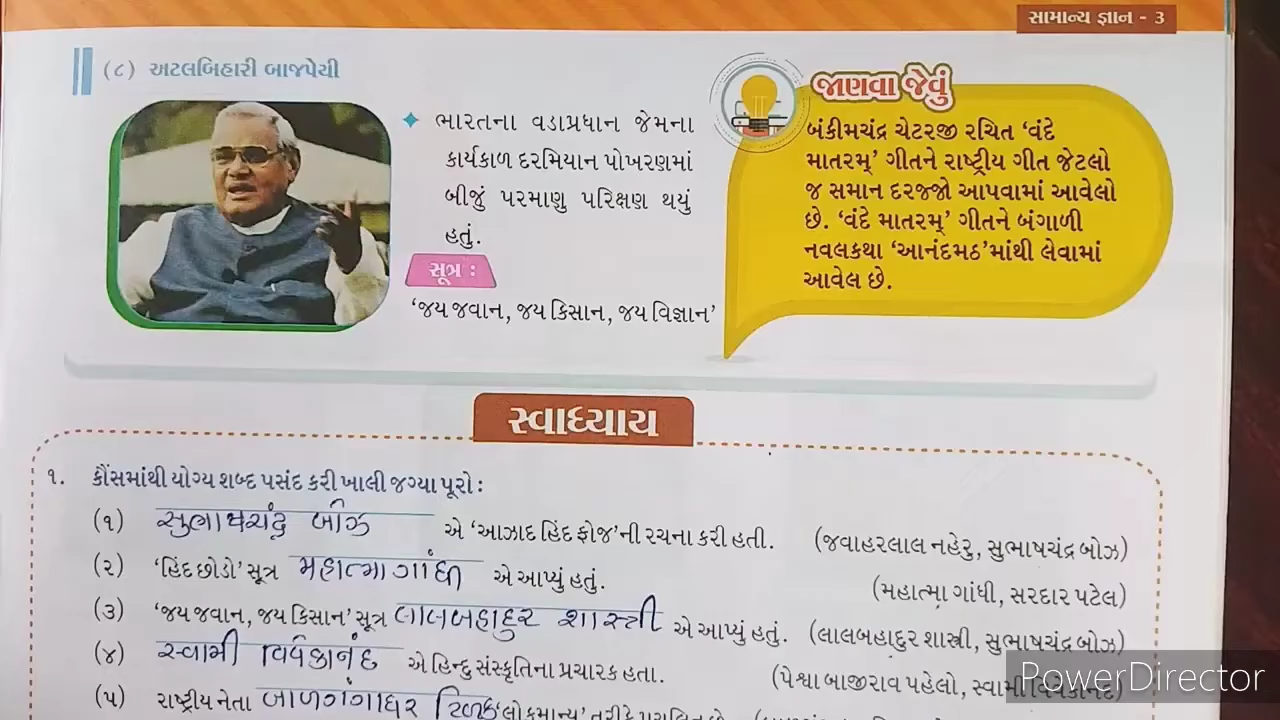 સામાન્ય જ્ઞાન - 3
(૮) અટલબિહારી બાજપેયી
ભારતના વડાપ્રધાન જેમના
કાર્યકાળ દરમિયાન પોખરણમાં
બીજું પરમાણુ પરિક્ષણ થયું
હતું.
સૂત્ર :
‘જય જવાન, જય કિસાન, જય વિજ્ઞાન’
જાણવા જેવું
બંકીમચંદ્ર ચેટરજી રચિત ‘વંદે
માતરમ્’ ગીતને રાષ્ટ્રીય ગીત જેટલો
જ સમાન દરજ્જો આપવામાં આવેલો
છે. ‘વંદે માતરમ્’ ગીતને બંગાળી
નવલકથા ‘આનંદમઠ’માંથી લેવામાં
આવેલ છે.
સ્વાધ્યાય
૧. કૌંસમાંથી યોગ્ય શબ્દ પસંદ કરી ખાલી જગ્યા પૂરો :
(૧) સુભાષચંદ્ર બોઝ એ ‘આઝાદ હિંદ ફોજ’ની રચના કરી હતી. (જવાહરલાલ નહેરુ, સુભાષચંદ્ર બોઝ)
(૨) ‘હિંદ છોડો’ સૂત્ર મહાત્મા ગાંધી એ આપ્યું હતું. (મહાત્મા ગાંધી, સરદાર પટેલ)
(૩) ‘જય જવાન, જય કિસાન’ સૂત્ર લાલબહાદુર શાસ્ત્રી એ આપ્યું હતું. (લાલબહાદુર શાસ્ત્રી, સુભાષચંદ્ર બોઝ)
(૪) સ્વામી વિવેકાનંદ એ હિન્દુ સંસ્કૃતિના પ્રચારક હતા. (પેશ્વા બાજીરાવ પહેલો, સ્વામી વિવેકાનંદ)
(૫) રાષ્ટ્રીય નેતા બાળગંગાધર ટિળક ‘લોકમાન્ય’
PowerDirector